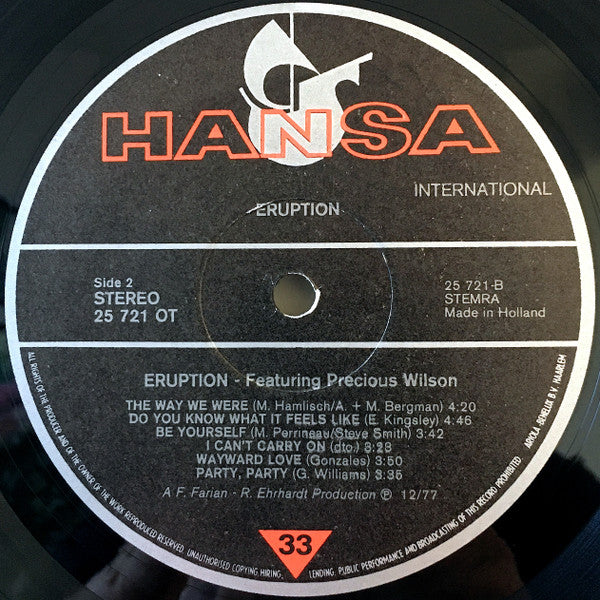 HANSA
INTERNATIONAL
ERUPTION
Side 2
STEREO
25 721 OT
25 721-B
STEMRA
Made in Holland
ERUPTION - Featuring Precious Wilson
THE WAY WE WERE (M. Hamlisch/A. + M. Bergman) 4:20
DO YOU KNOW WHAT IT FEELS LIKE (E. Kingsley) 4:46
BE YOURSELF (M. Perrineau/Steve Smith) 3:42
I CAN'T CARRY ON (dto.) 3:23
WAYWARD LOVE (Gonzales) 3:50
PARTY, PARTY (G. Williams) 3:35
A F. Farian - R. Ehrhardt Production ℗ 12/77
33
ALL RIGHTS OF THE PRODUCER AND OF THE OWNER OF THE WORK REPRODUCED RESERVED. UNAUTHORISED COPYING, HIRING, LENDING, PUBLIC PERFORMANCE AND BROADCASTING OF THIS RECORD PROHIBITED. ARIOLA-BENELUX B.V. HAARLEM